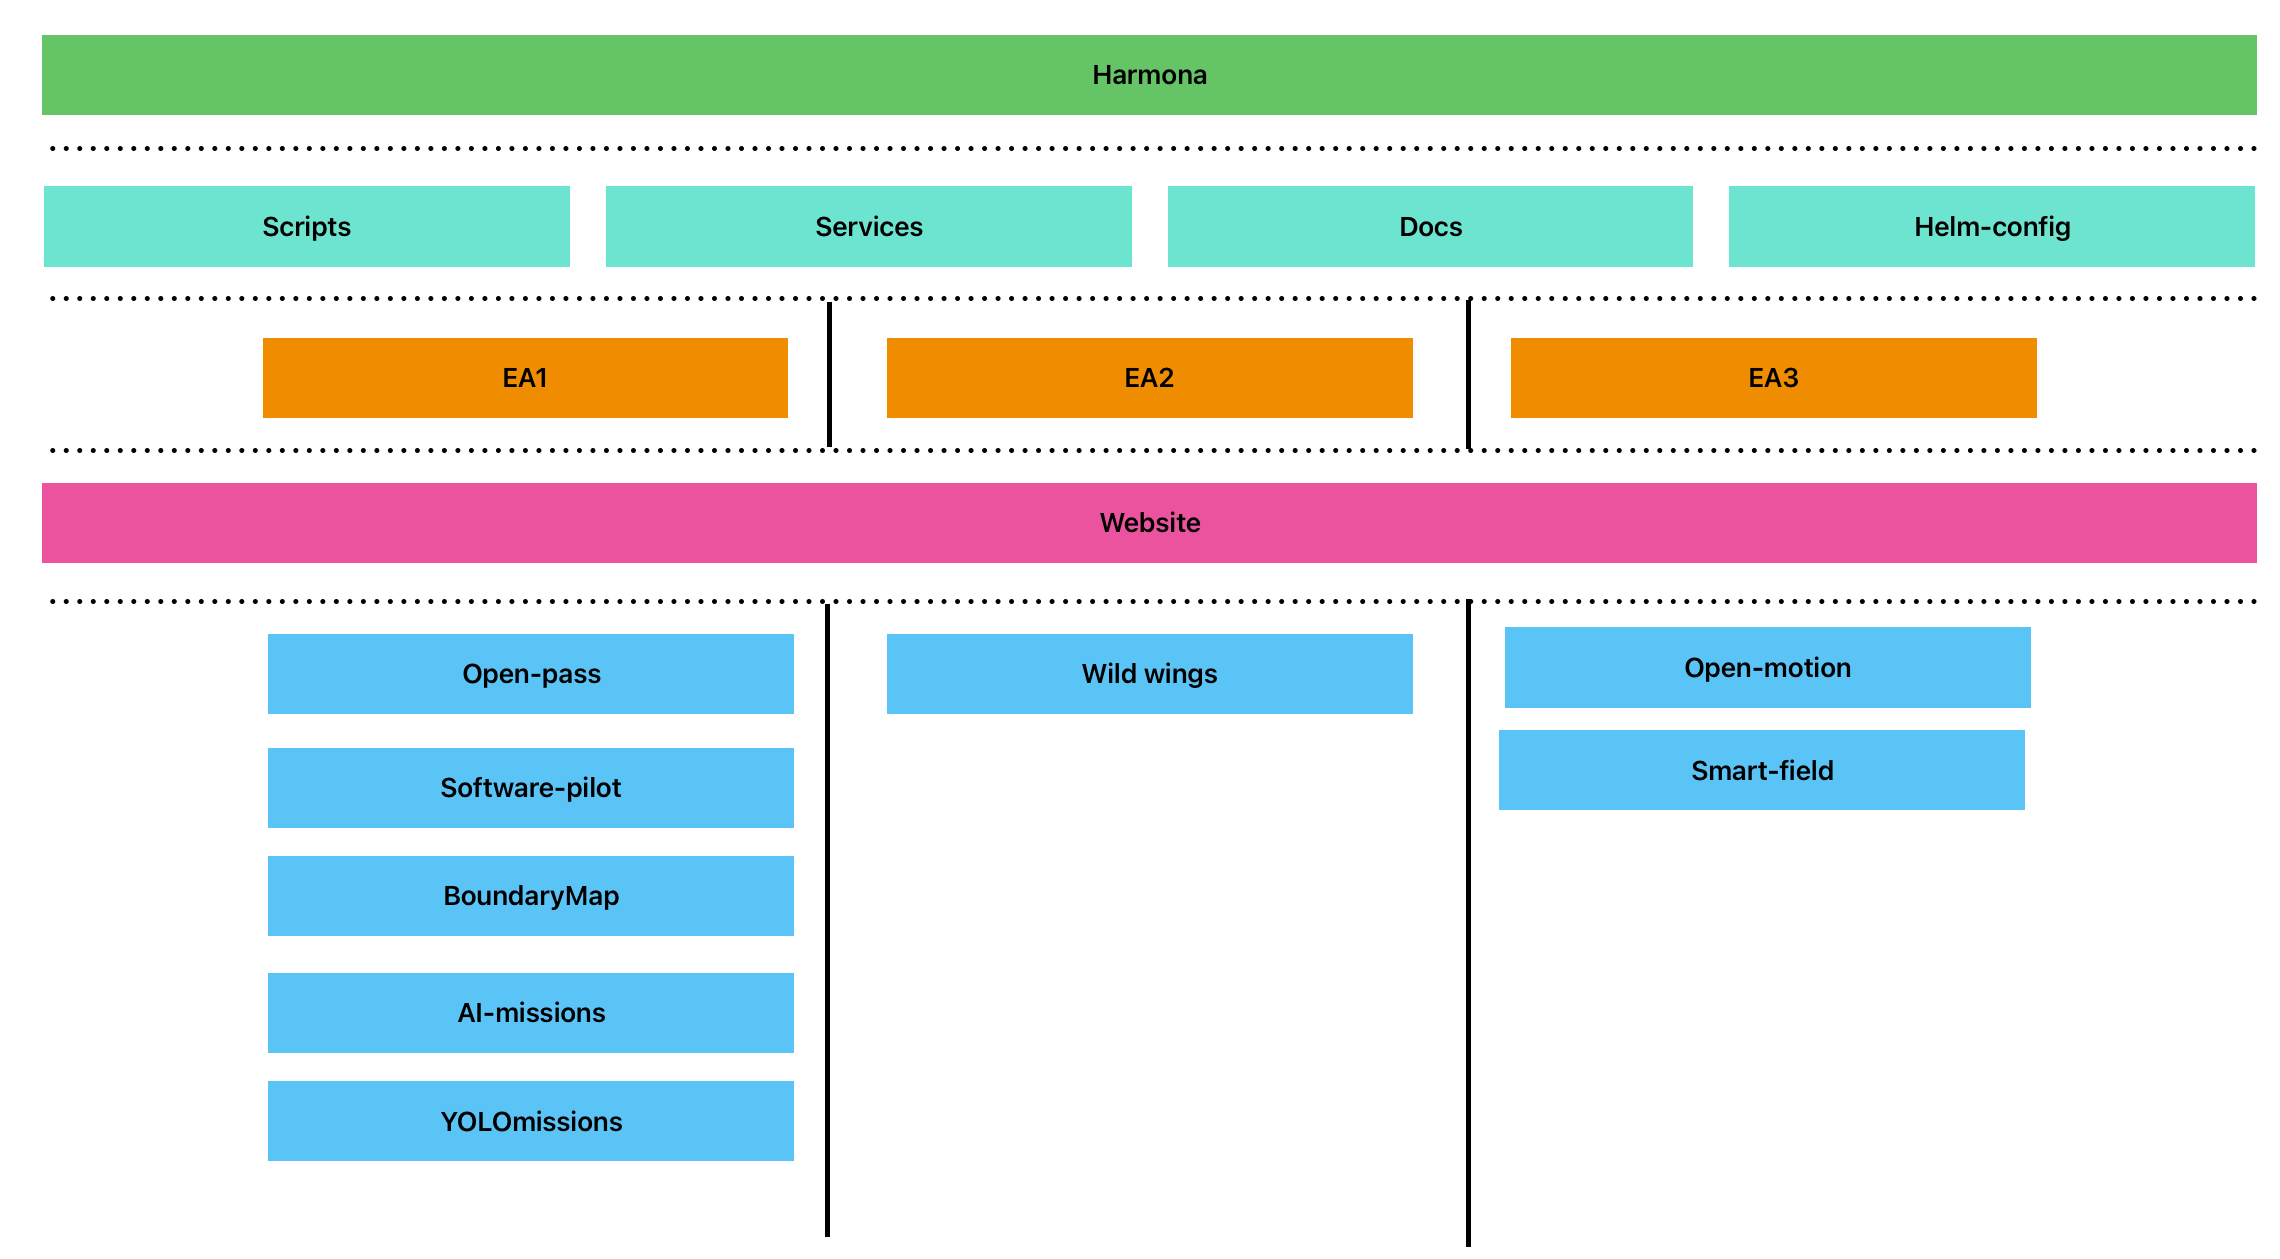 Harmona
Scripts
Services
Docs
Helm-config
EA1
EA2
EA3
Website
Open-pass
Wild wings
Open-motion
Software-pilot
Smart-field
BoundaryMap
AI-missions
YOLOmissions